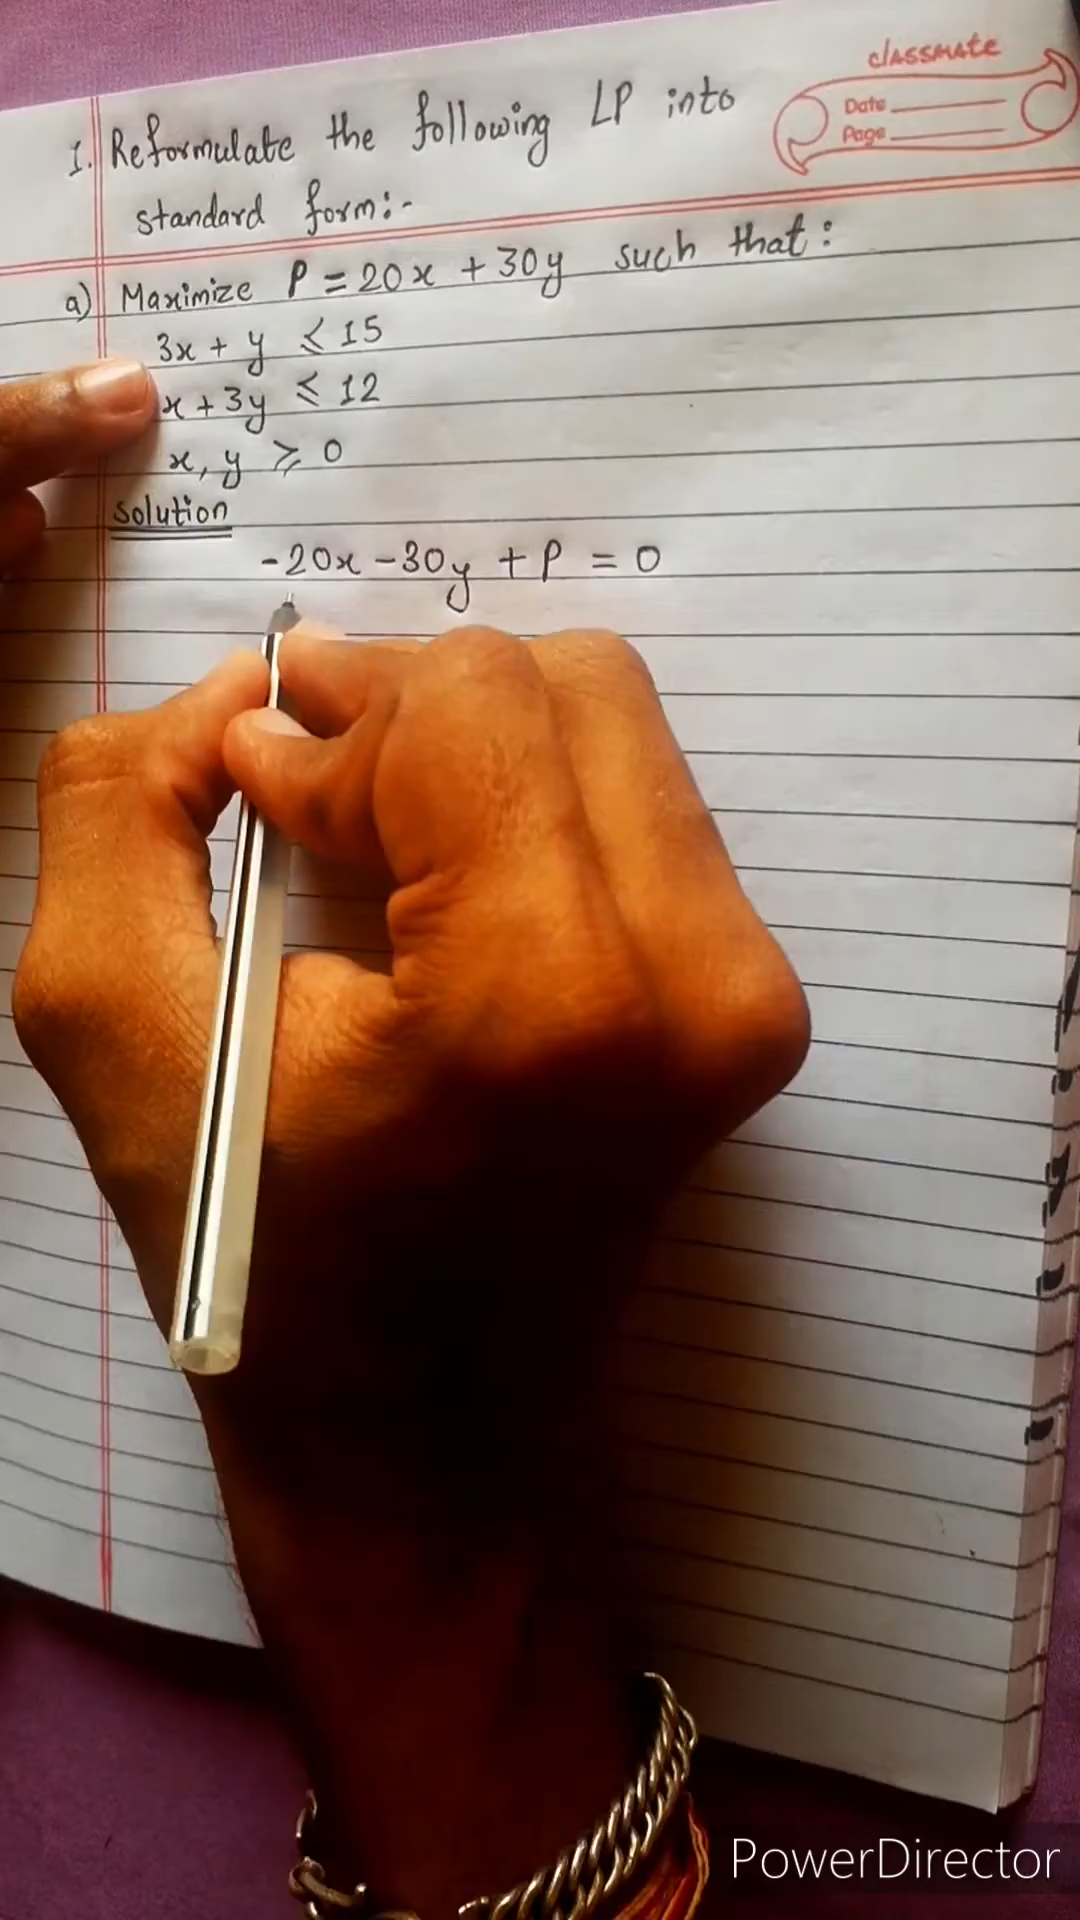 classmate
Date
Page
1. Reformulate the following LP into
standard form:-
a) Maximize P = 20x + 30y such that:
3x + y ⩽ 15
x + 3y ⩽ 12
x, y ⩾ 0
Solution
-20x - 30y + P = 0
PowerDirector